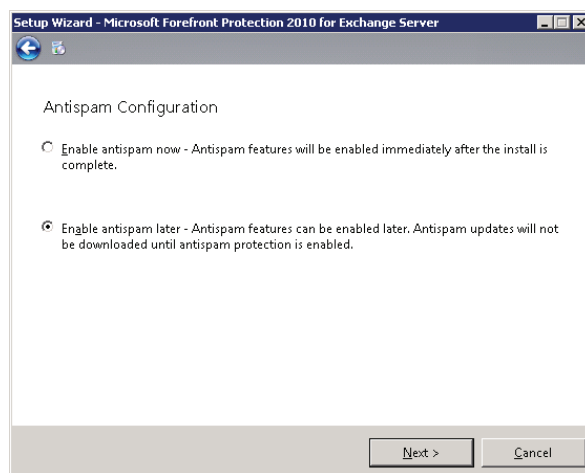 Setup Wizard - Microsoft Forefront Protection 2010 for Exchange Server
Antispam Configuration
Enable antispam now - Antispam features will be enabled immediately after the install is
complete.
Enable antispam later - Antispam features can be enabled later. Antispam updates will not
be downloaded until antispam protection is enabled.
Next >
Cancel